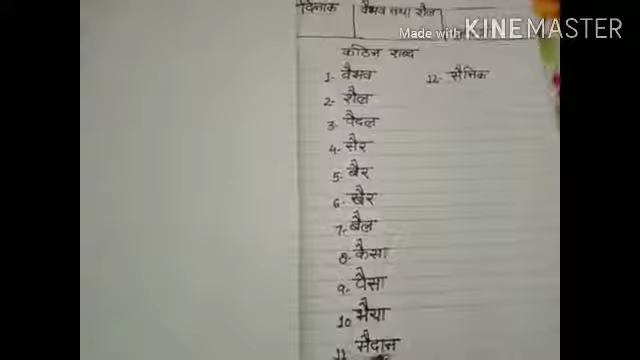 दिनांक वैभव तथा शैल
Made with KINEMASTER
कठिन शब्द
1- वैभव
2- शैल
3- पैदल
4- सैर
5- बैर
6- खैर
7- बैल
8- कैसा
9- पैसा
10 भैया
11 मैदान
12- सैनिक